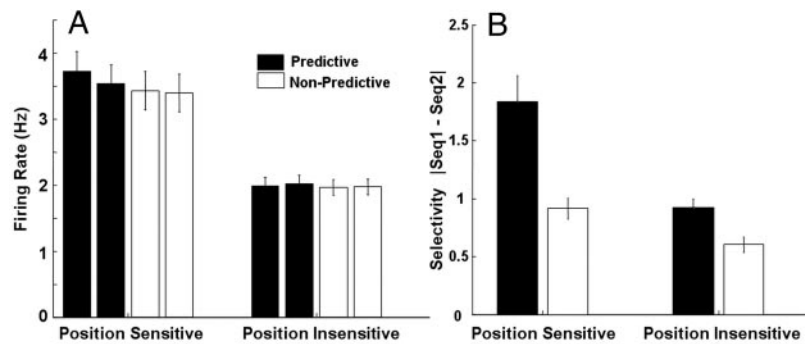 A
Firing Rate (Hz)
4
3
2
1
0
Position Sensitive
Position Insensitive
Predictive
Non-Predictive
B
Selectivity |Seq1 - Seq2|
2.5
2
1.5
1
0.5
0
Position Sensitive
Position Insensitive